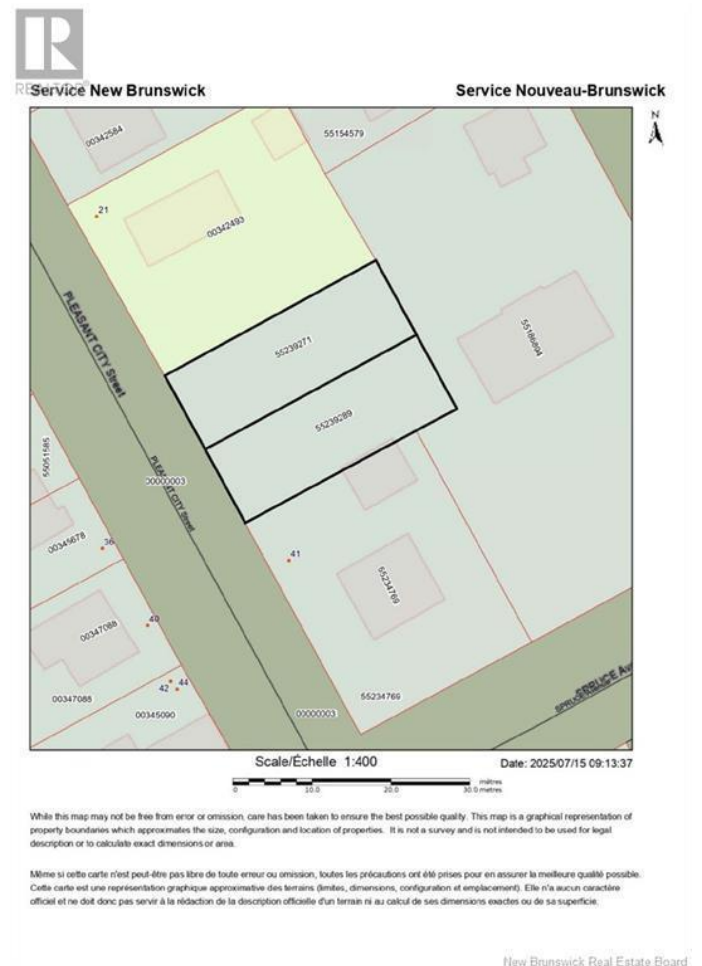 REALTOR®
Service New Brunswick
Service Nouveau-Brunswick
N
00342584
55154579
21
00342493
PLEASANT CITY Street
55239271
55186894
55239289
55051585
PLEASANT CITY Street
00000003
00345678
36
41
55234769
40
00347088
42
44
00347088
00345090
00000003
55234769
SPRUCE
SPRUCE Av
Scale/Échelle 1:400
Date: 2025/07/15 09:13:37
0 10.0 20.0 30.0 metres
mètres
While this map may not be free from error or omission, care has been taken to ensure the best possible quality. This map is a graphical representation of
property boundaries which approximates the size, configuration and location of properties. It is not a survey and is not intended to be used for legal
description or to calculate exact dimensions or area.
Même si cette carte n'est peut-être pas libre de toute erreur ou omission, toutes les précautions ont été prises pour en assurer la meilleure qualité possible.
Cette carte est une représentation graphique approximative des terrains (limites, dimensions, configuration et emplacement). Elle n'a aucun caractère
officiel et ne doit donc pas servir à la rédaction de la description officielle d'un terrain ni au calcul de ses dimensions exactes ou de sa superficie.
New Brunswick Real Estate Board